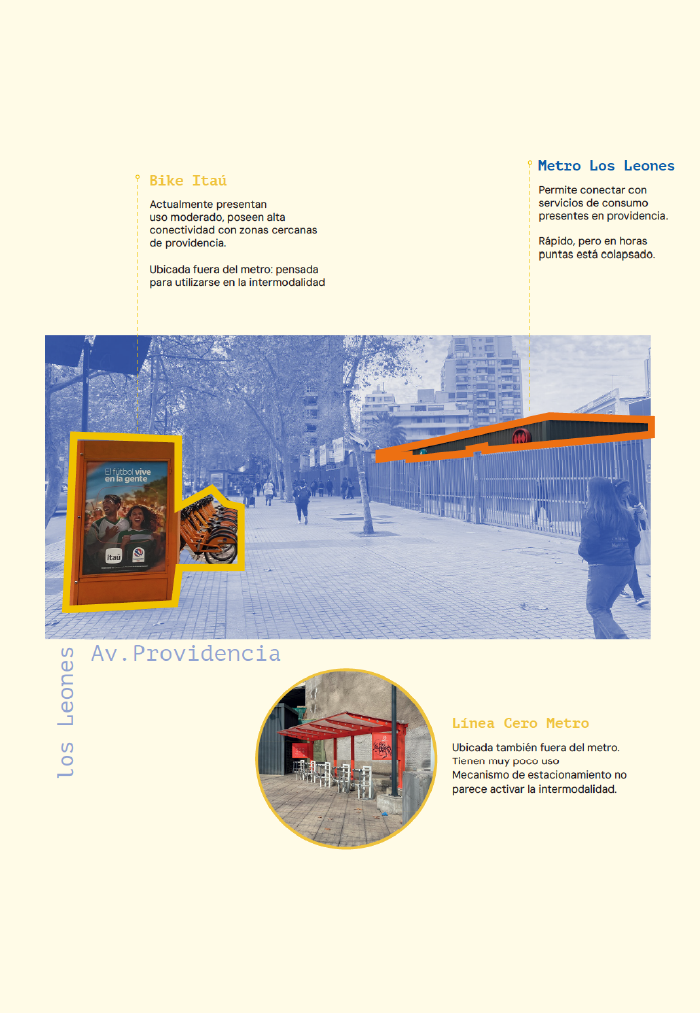 Metro Los Leones
Permite conectar con
servicios de consumo
presentes en providencia.
Rápido, pero en horas
puntas está colapsado.
Bike Itaú
Actualmente presentan
uso moderado, poseen alta
conectividad con zonas cercanas
de providencia.
Ubicada fuera del metro: pensada
para utilizarse en la intermodalidad
El futbol vive
en la gente
itaú
los Leones
Av.Providencia
Línea Cero Metro
Ubicada también fuera del metro.
Tienen muy poco uso
Mecanismo de estacionamiento no
parece activar la intermodalidad.